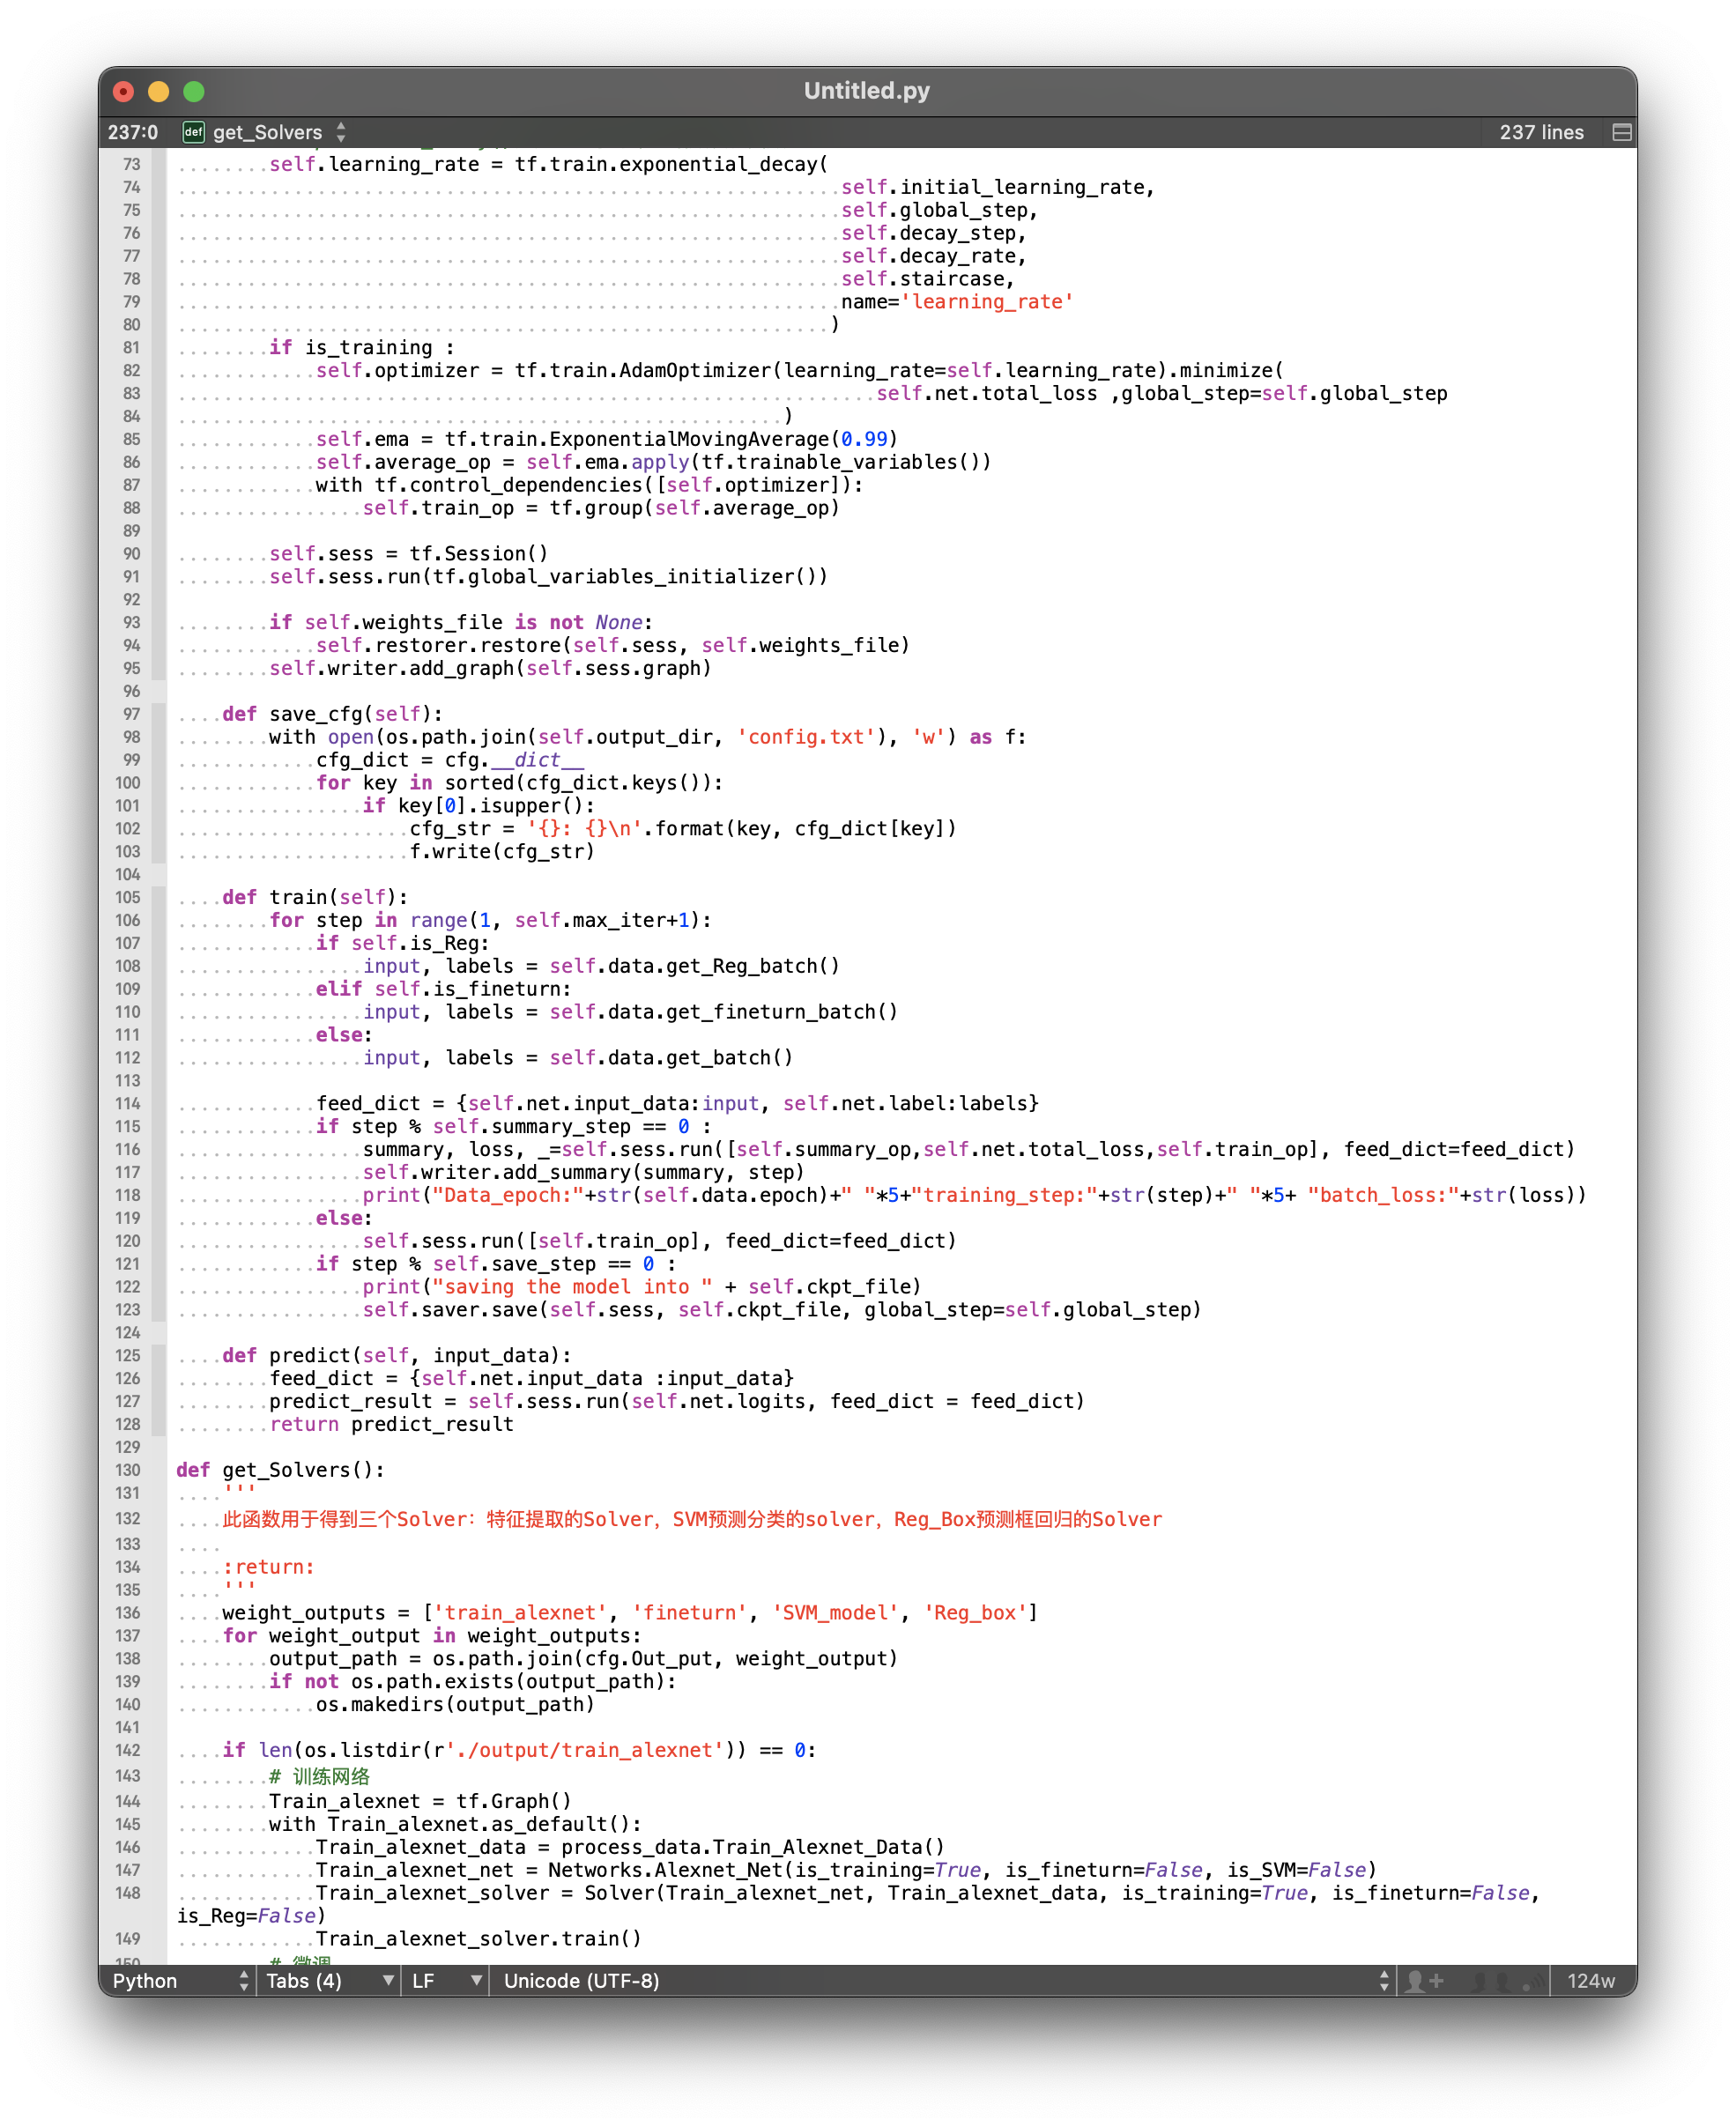 Untitled.py
237:0 def get_Solvers 237 lines
73 self.learning_rate = tf.train.exponential_decay(
74 self.initial_learning_rate,
75 self.global_step,
76 self.decay_step,
77 self.decay_rate,
78 self.staircase,
79 name='learning_rate'
80 )
81 if is_training :
82 self.optimizer = tf.train.AdamOptimizer(learning_rate=self.learning_rate).minimize(
83 self.net.total_loss ,global_step=self.global_step
84 )
85 self.ema = tf.train.ExponentialMovingAverage(0.99)
86 self.average_op = self.ema.apply(tf.trainable_variables())
87 with tf.control_dependencies([self.optimizer]):
88 self.train_op = tf.group(self.average_op)
89
90 self.sess = tf.Session()
91 self.sess.run(tf.global_variables_initializer())
92
93 if self.weights_file is not None:
94 self.restorer.restore(self.sess, self.weights_file)
95 self.writer.add_graph(self.sess.graph)
96
97 def save_cfg(self):
98 with open(os.path.join(self.output_dir, 'config.txt'), 'w') as f:
99 cfg_dict = cfg.__dict__
100 for key in sorted(cfg_dict.keys()):
101 if key[0].isupper():
102 cfg_str = '{}: {}\n'.format(key, cfg_dict[key])
103 f.write(cfg_str)
104
105 def train(self):
106 for step in range(1, self.max_iter+1):
107 if self.is_Reg:
108 input, labels = self.data.get_Reg_batch()
109 elif self.is_fineturn:
110 input, labels = self.data.get_fineturn_batch()
111 else:
112 input, labels = self.data.get_batch()
113
114 feed_dict = {self.net.input_data:input, self.net.label:labels}
115 if step % self.summary_step == 0 :
116 summary, loss, _=self.sess.run([self.summary_op,self.net.total_loss,self.train_op], feed_dict=feed_dict)
117 self.writer.add_summary(summary, step)
118 print("Data_epoch:"+str(self.data.epoch)+" "*5+"training_step:"+str(step)+" "*5+ "batch_loss:"+str(loss))
119 else:
120 self.sess.run([self.train_op], feed_dict=feed_dict)
121 if step % self.save_step == 0 :
122 print("saving the model into " + self.ckpt_file)
123 self.saver.save(self.sess, self.ckpt_file, global_step=self.global_step)
124
125 def predict(self, input_data):
126 feed_dict = {self.net.input_data :input_data}
127 predict_result = self.sess.run(self.net.logits, feed_dict = feed_dict)
128 return predict_result
129
130 def get_Solvers():
131 '''
132 此函数用于得到三个Solver：特征提取的Solver，SVM预测分类的solver，Reg_Box预测框回归的Solver
133
134 :return:
135 '''
136 weight_outputs = ['train_alexnet', 'fineturn', 'SVM_model', 'Reg_box']
137 for weight_output in weight_outputs:
138 output_path = os.path.join(cfg.Out_put, weight_output)
139 if not os.path.exists(output_path):
140 os.makedirs(output_path)
141
142 if len(os.listdir(r'./output/train_alexnet')) == 0:
143 # 训练网络
144 Train_alexnet = tf.Graph()
145 with Train_alexnet.as_default():
146 Train_alexnet_data = process_data.Train_Alexnet_Data()
147 Train_alexnet_net = Networks.Alexnet_Net(is_training=True, is_fineturn=False, is_SVM=False)
148 Train_alexnet_solver = Solver(Train_alexnet_net, Train_alexnet_data, is_training=True, is_fineturn=False,
is_Reg=False)
149 Train_alexnet_solver.train()
150 # 微调
Python Tabs (4) LF Unicode (UTF-8) 124w